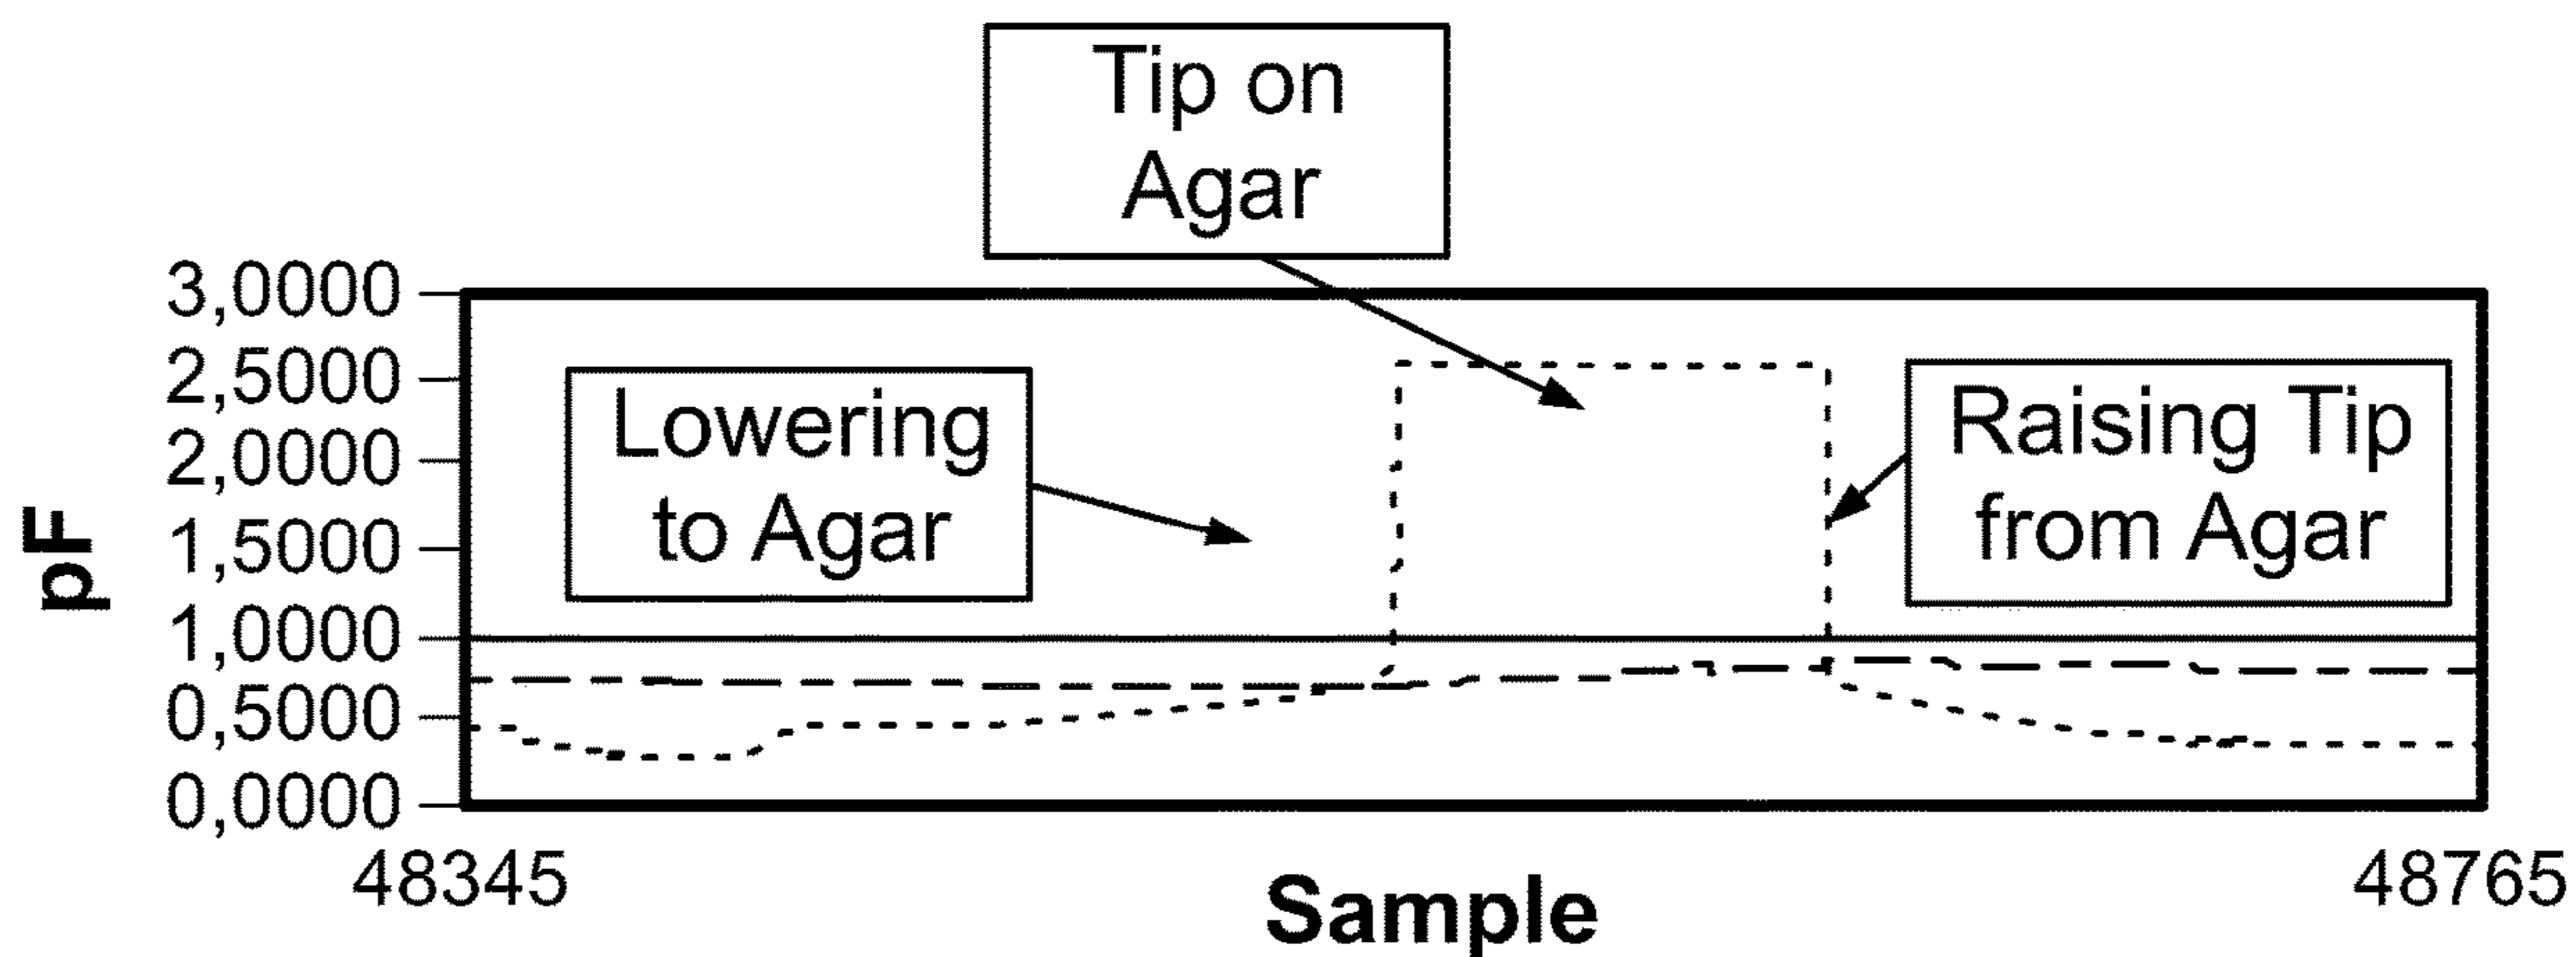 Tip on
Agar
3,0000
2,5000
2,0000
1,5000
1,0000
0,5000
0,0000
pF
Lowering
to Agar
Raising Tip
from Agar
48345
48765
Sample